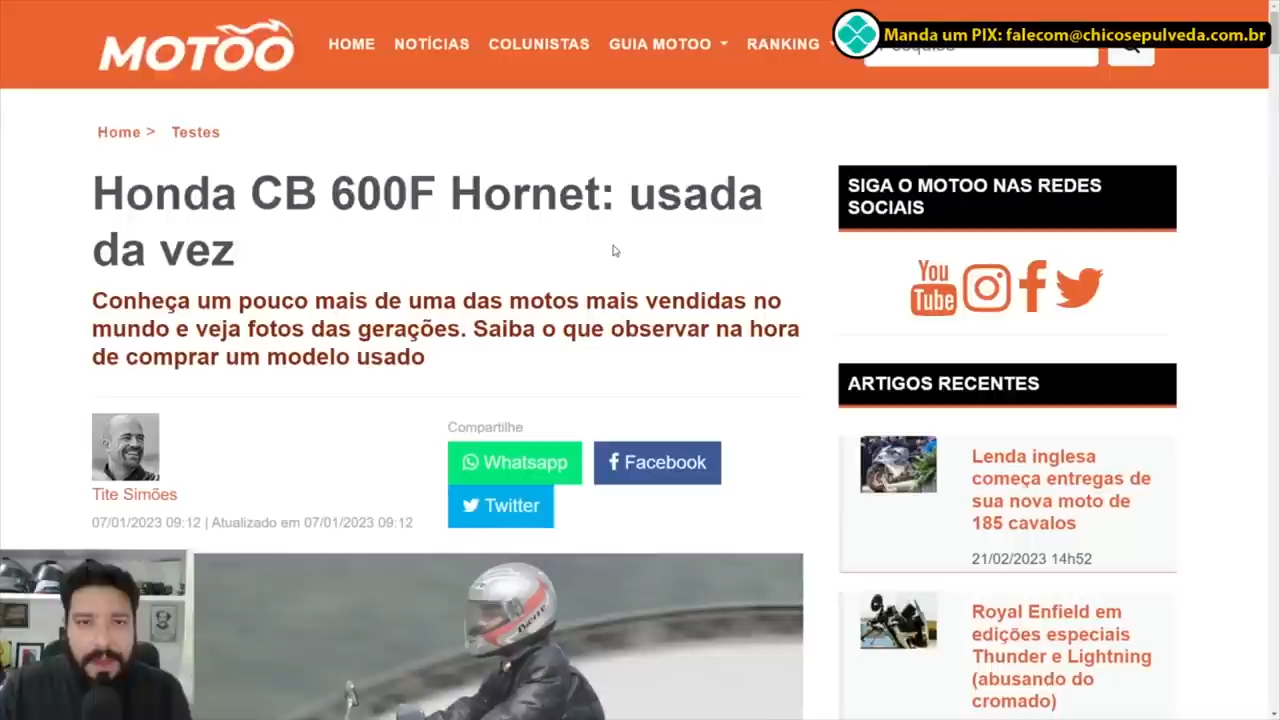 MOTOO
HOME NOTÍCIAS COLUNISTAS GUIA MOTOO RANKING
Manda um PIX: falecom@chicosepulveda.com.br
Home > Testes
Honda CB 600F Hornet: usada
da vez
Conheça um pouco mais de uma das motos mais vendidas no
mundo e veja fotos das gerações. Saiba o que observar na hora
de comprar um modelo usado
Tite Simões
07/01/2023 09:12 | Atualizado em 07/01/2023 09:12
Compartilhe
Whatsapp
Facebook
Twitter
SIGA O MOTOO NAS REDES
SOCIAIS
You
Tube
ARTIGOS RECENTES
Lenda inglesa
começa entregas de
sua nova moto de
185 cavalos
21/02/2023 14h52
Royal Enfield em
edições especiais
Thunder e Lightning
(abusando do
cromado)